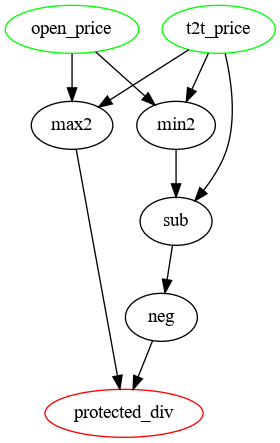 open_price t2t_price
max2 min2
sub
neg
protected_div